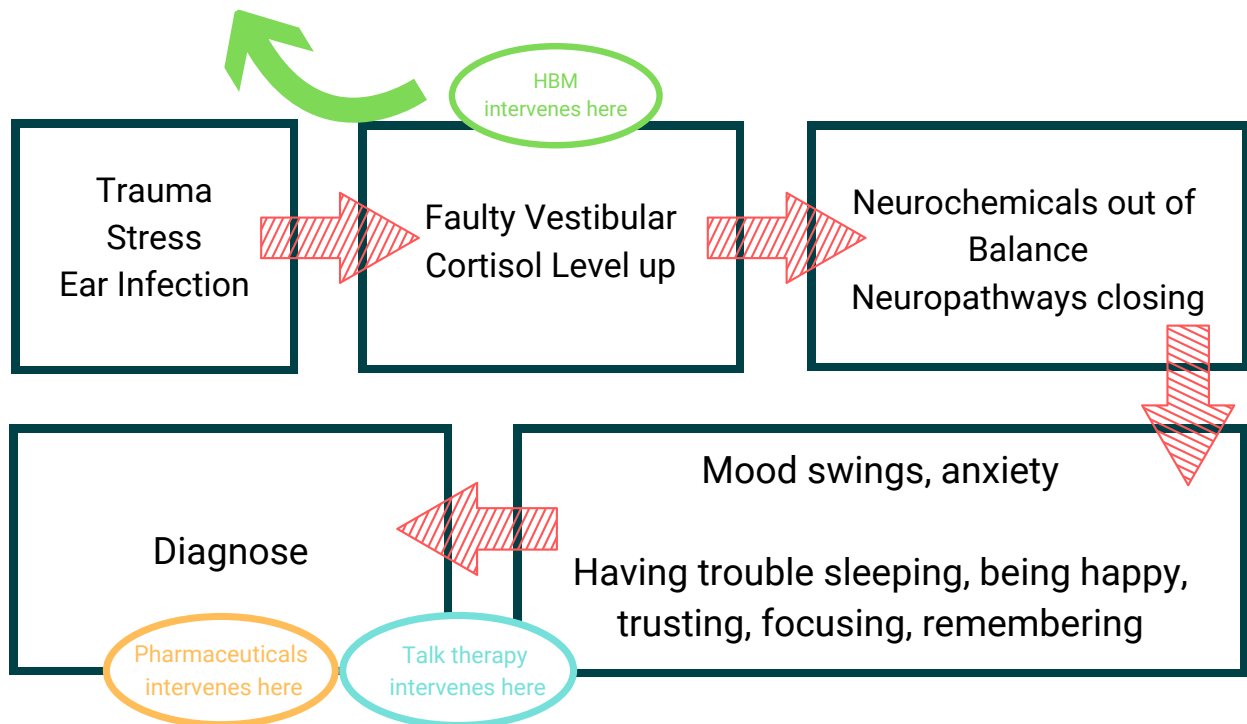 HBM
intervenes here
Trauma
Stress
Ear Infection
Faulty Vestibular
Cortisol Level up
Neurochemicals out of
Balance
Neuropathways closing
Mood swings, anxiety
Having trouble sleeping, being happy,
trusting, focusing, remembering
Diagnose
Pharmaceuticals
intervenes here
Talk therapy
intervenes here